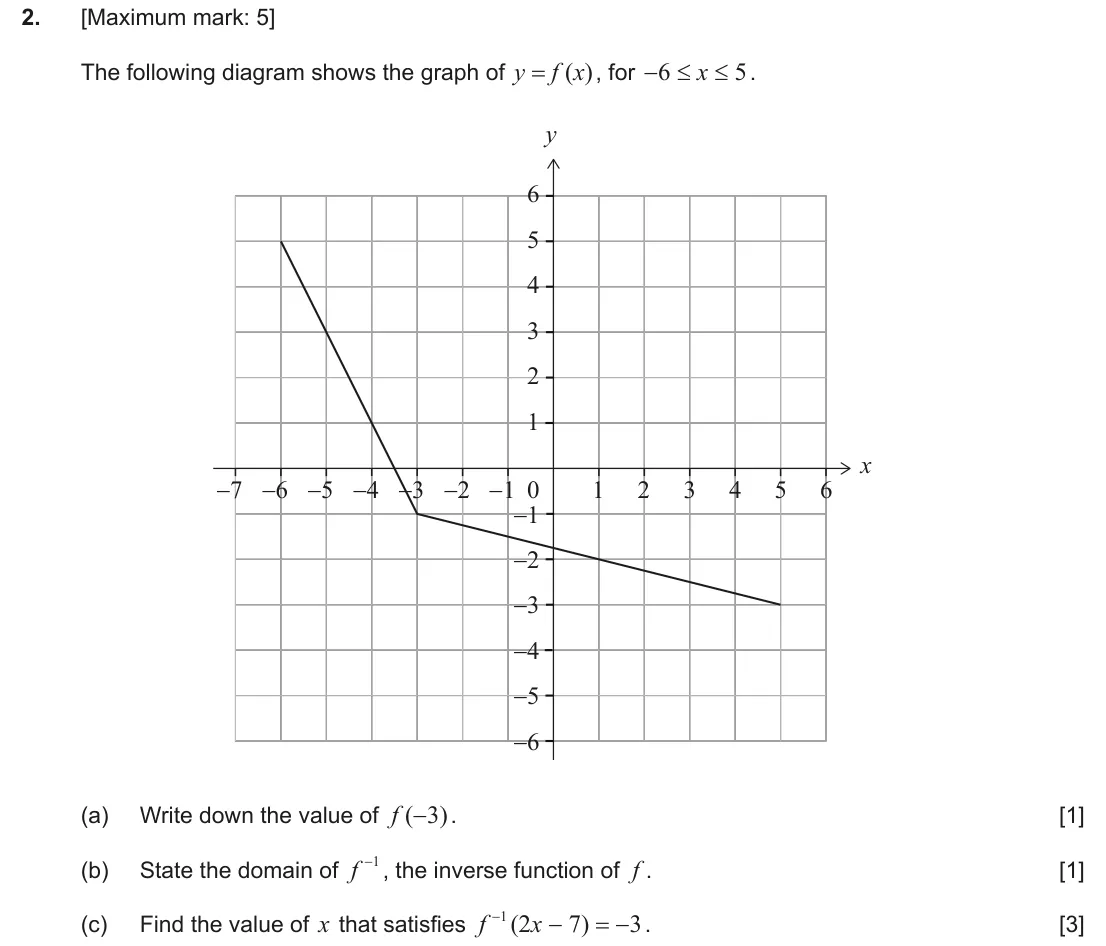 2. [Maximum mark: 5]
The following diagram shows the graph of y = f (x), for −6 ≤ x ≤ 5.
y
6
5
4
3
2
1
−7 −6 −5 −4 −3 −2 −1 0 1 2 3 4 5 6 x
−1
−2
−3
−4
−5
−6
(a) Write down the value of f (−3). [1]
(b) State the domain of f⁻¹, the inverse function of f. [1]
(c) Find the value of x that satisfies f⁻¹(2x − 7) = −3. [3]